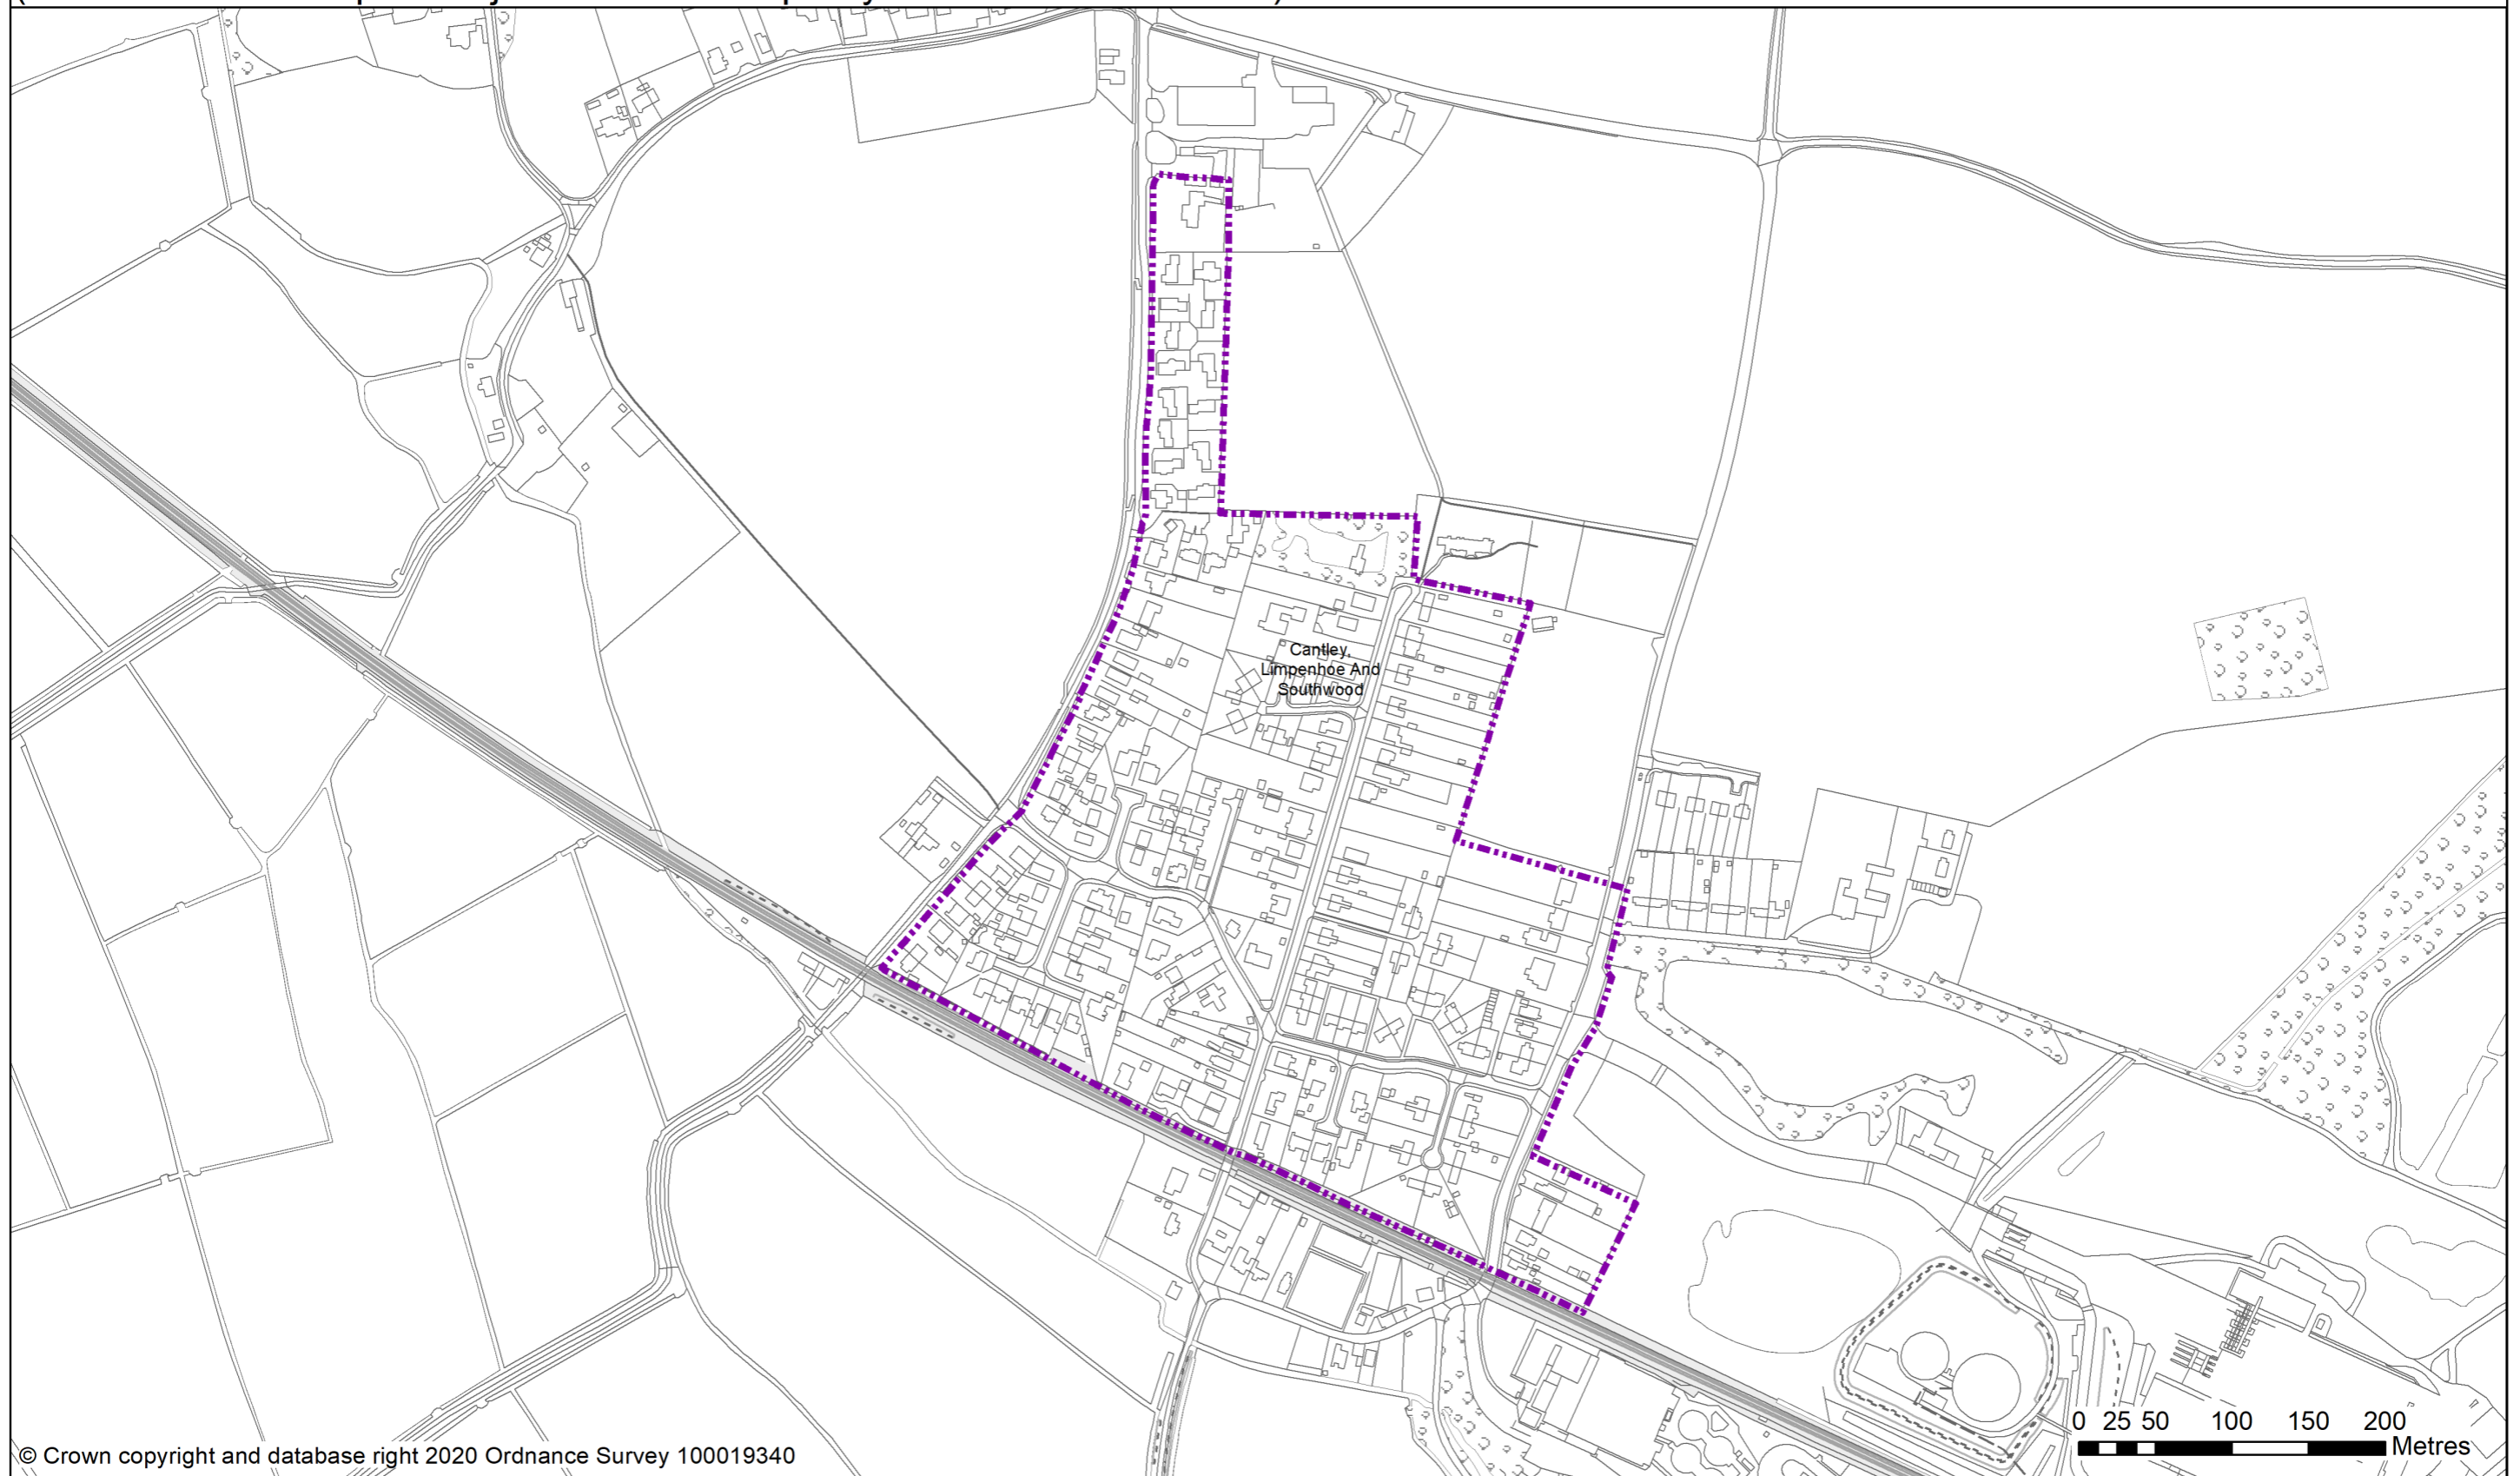 Cantley,
Limpenhoe And
Southwood
0 25 50 100 150 200
Metres
© Crown copyright and database right 2020 Ordnance Survey 100019340